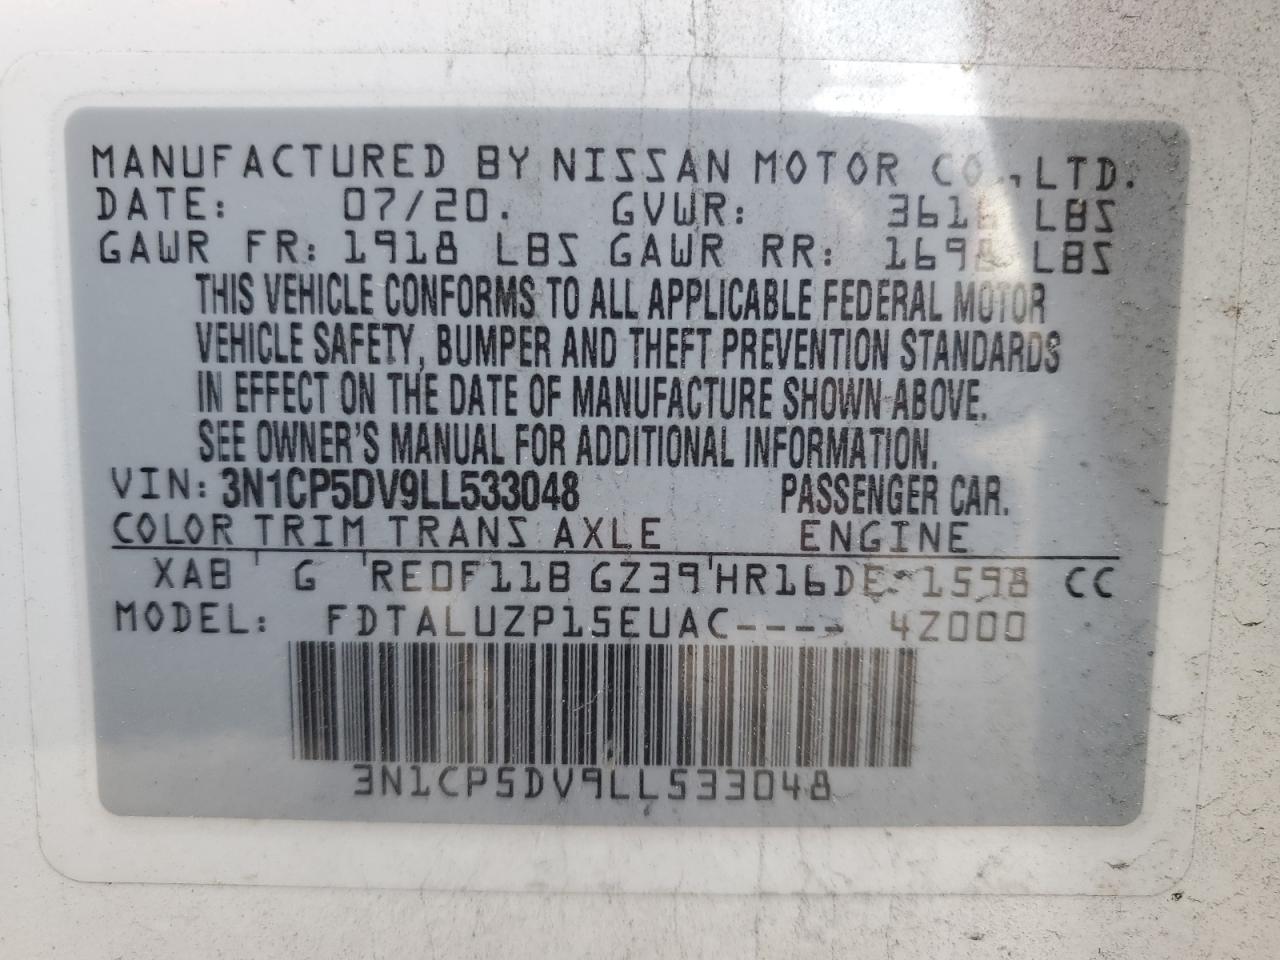 MANUFACTURED BY NISSAN MOTOR CO., LTD.
DATE: 07/20. GVWR: LBS
GAWR FR: 1918 LBS GAWR RR: LBS
THIS VEHICLE CONFORMS TO ALL APPLICABLE FEDERAL MOTOR
VEHICLE SAFETY, BUMPER AND THEFT PREVENTION STANDARDS
IN EFFECT ON THE DATE OF MANUFACTURE SHOWN ABOVE.
SEE OWNER'S MANUAL FOR ADDITIONAL INFORMATION.
VIN: 3N1CP5DV9LL533048 PASSENGER CAR.
COLOR TRIM TRANS AXLE ENGINE
XAB G RE0F11B GZ39 HR16DE- 1598 CC
MODEL: FDTALUZP15EUAC---- 4Z000
3N1CP5DV9LL533048